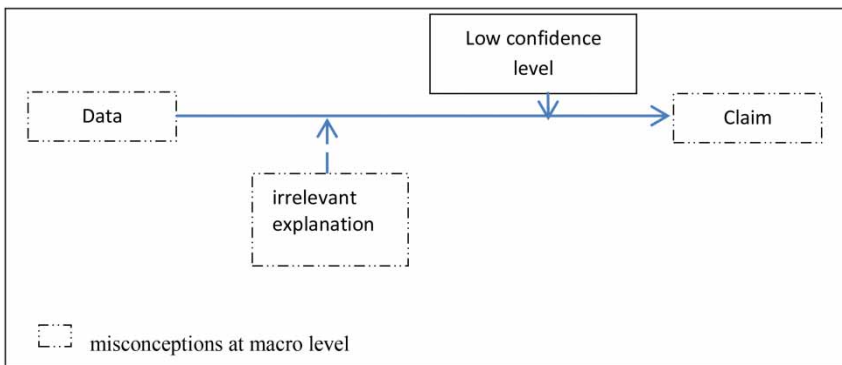 Low confidence
level
Data
Claim
irrelevant
explanation
misconceptions at macro level